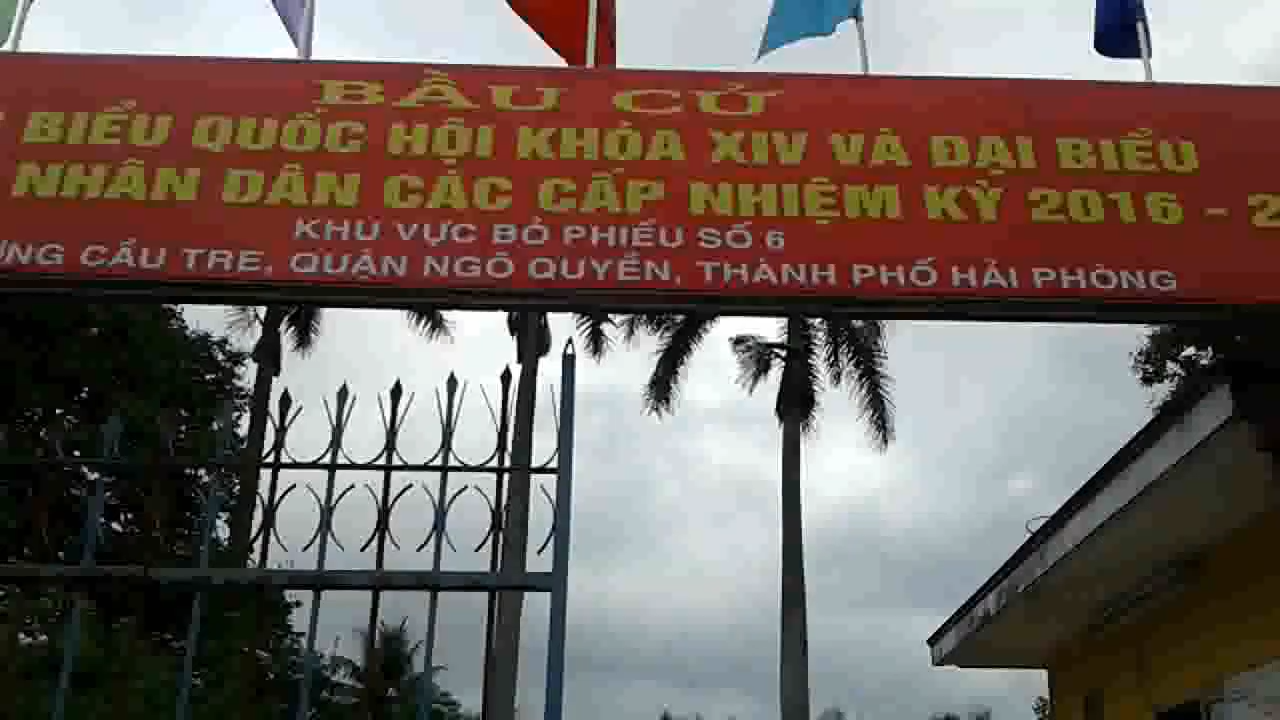 BẦU CỬ
BIỂU QUỐC HỘI KHÓA XIV VÀ ĐẠI BIỂU
NHÂN DÂN CÁC CẤP NHIỆM KỲ 2016 - 2
KHU VỰC BỎ PHIẾU SỐ 6
CẦU TRE, QUẬN NGÔ QUYỀN, THÀNH PHỐ HẢI PHÒNG